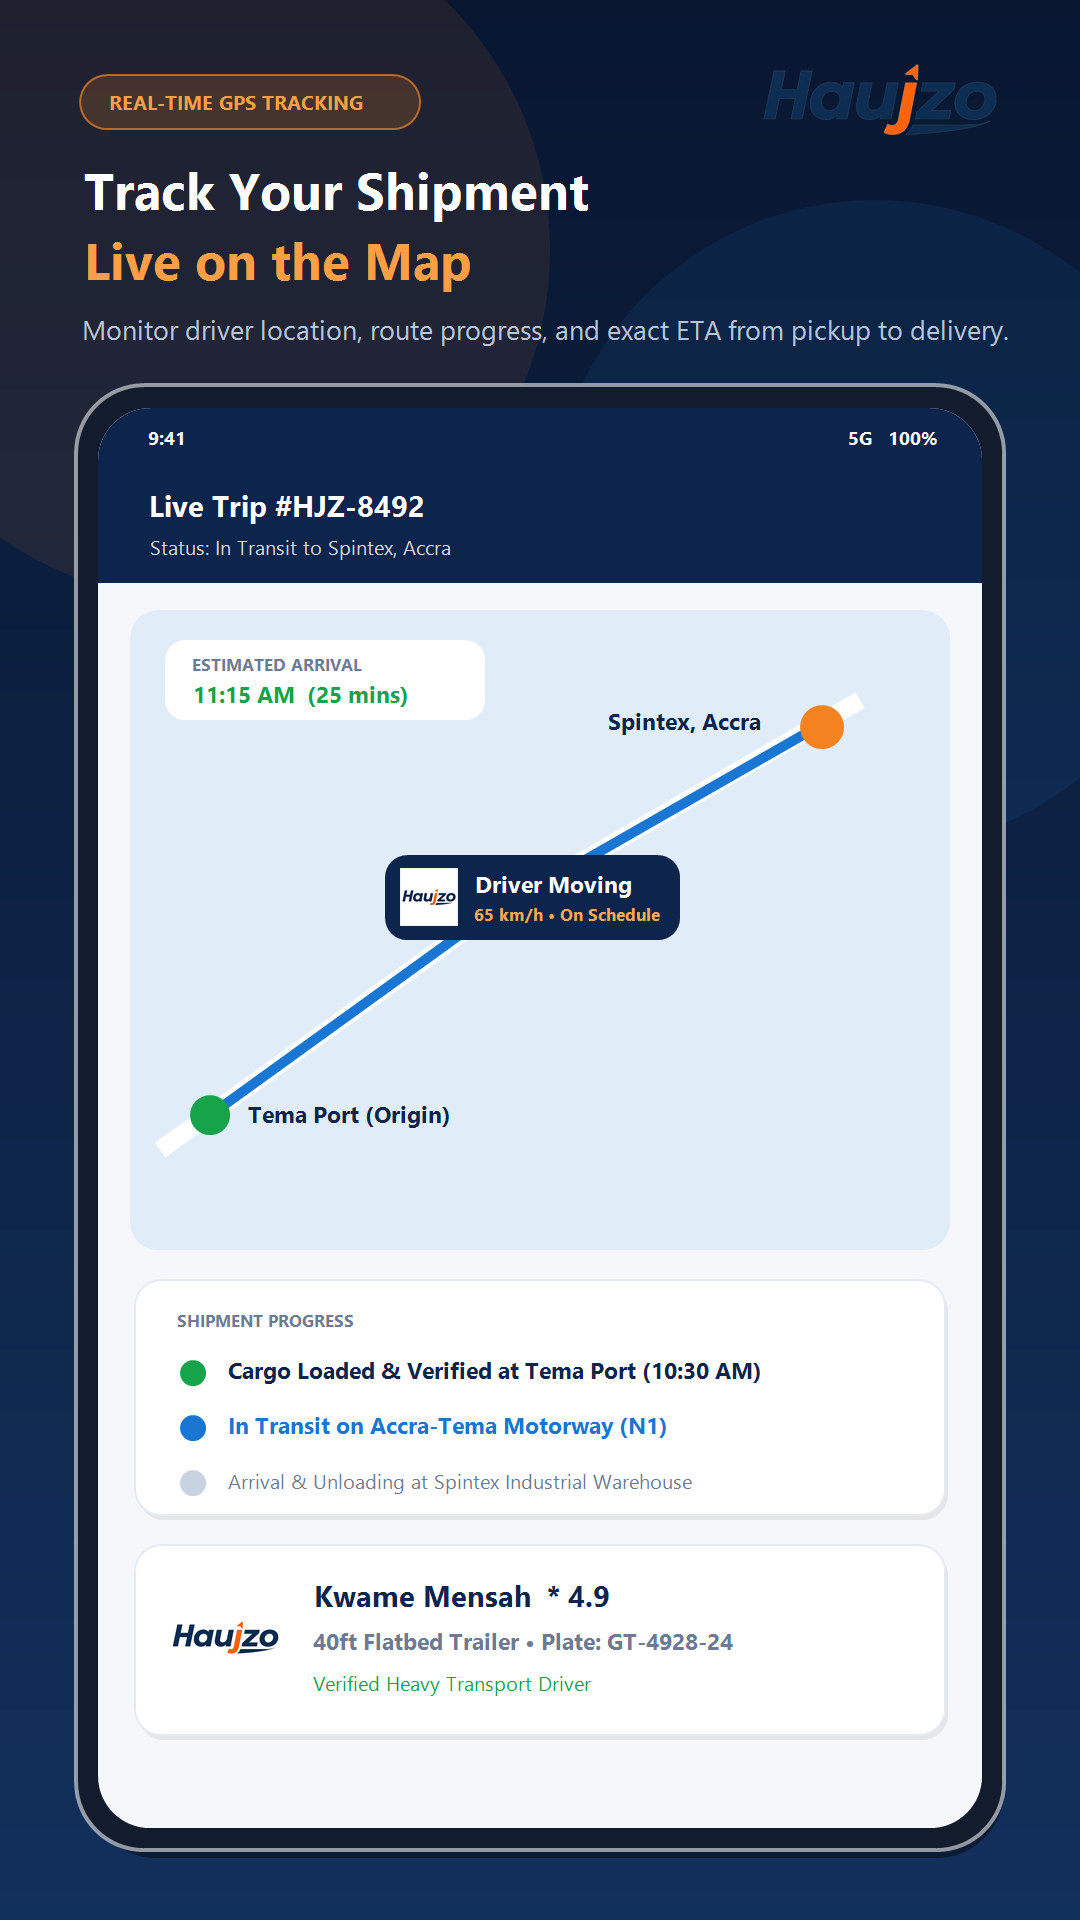 REAL-TIME GPS TRACKING
Haujzo
Track Your Shipment
Live on the Map
Monitor driver location, route progress, and exact ETA from pickup to delivery.
9:41
5G 100%
Live Trip #HJZ-8492
Status: In Transit to Spintex, Accra
ESTIMATED ARRIVAL
11:15 AM (25 mins)
Spintex, Accra
Haujzo
Driver Moving
65 km/h • On Schedule
Tema Port (Origin)
SHIPMENT PROGRESS
Cargo Loaded & Verified at Tema Port (10:30 AM)
In Transit on Accra-Tema Motorway (N1)
Arrival & Unloading at Spintex Industrial Warehouse
Haujzo
Kwame Mensah * 4.9
40ft Flatbed Trailer • Plate: GT-4928-24
Verified Heavy Transport Driver